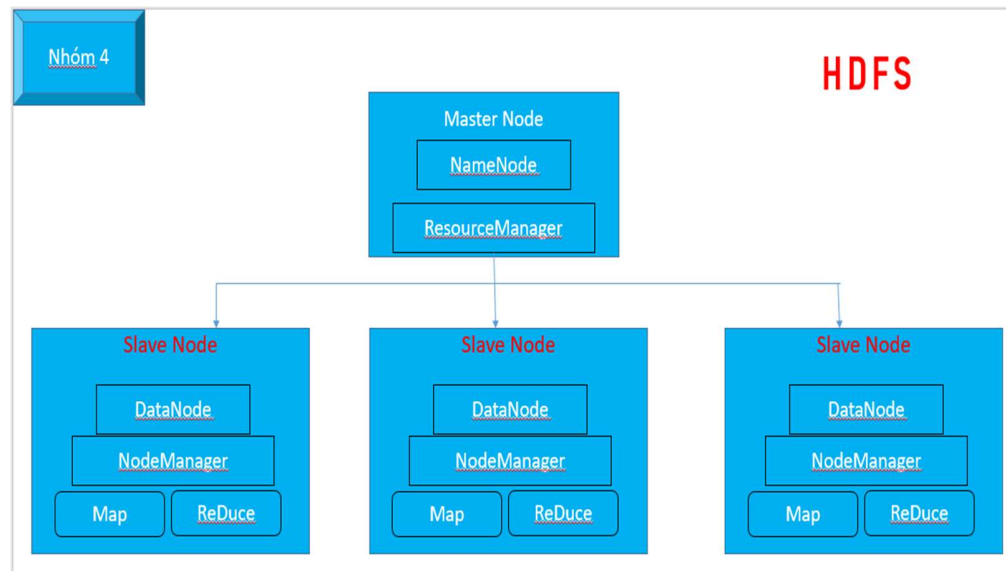 Nhóm 4
HDFS
Master Node
NameNode
ResourceManager
Slave Node
DataNode
NodeManager
Map
ReDuce
Slave Node
DataNode
NodeManager
Map
ReDuce
Slave Node
DataNode
NodeManager
Map
ReDuce